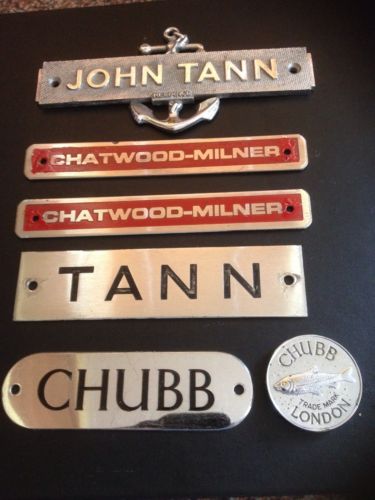 JOHN TANN
CHATWOOD-MILNER
CHATWOOD-MILNER
TANN
CHUBB
CHUBB
TRADE MARK
LONDON